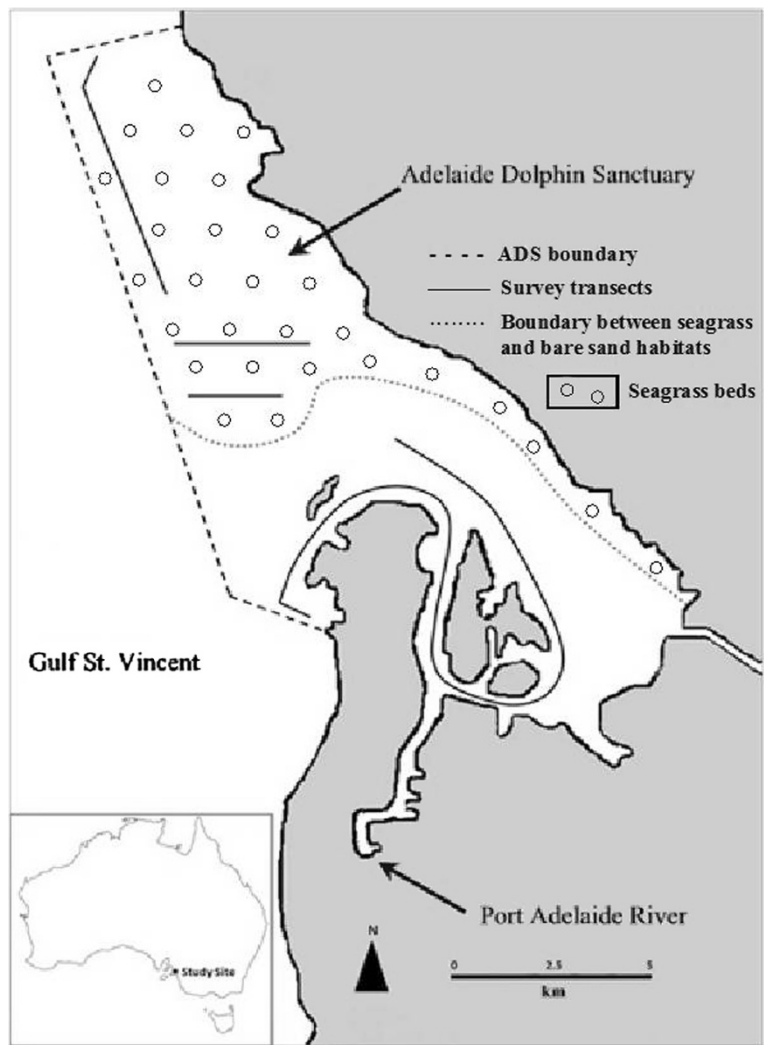 Adelaide Dolphin Sanctuary
ADS boundary
Survey transects
Boundary between seagrass
and bare sand habitats
Seagrass beds
Gulf St. Vincent
Study Site
Port Adelaide River
N
0 2.5 5
km